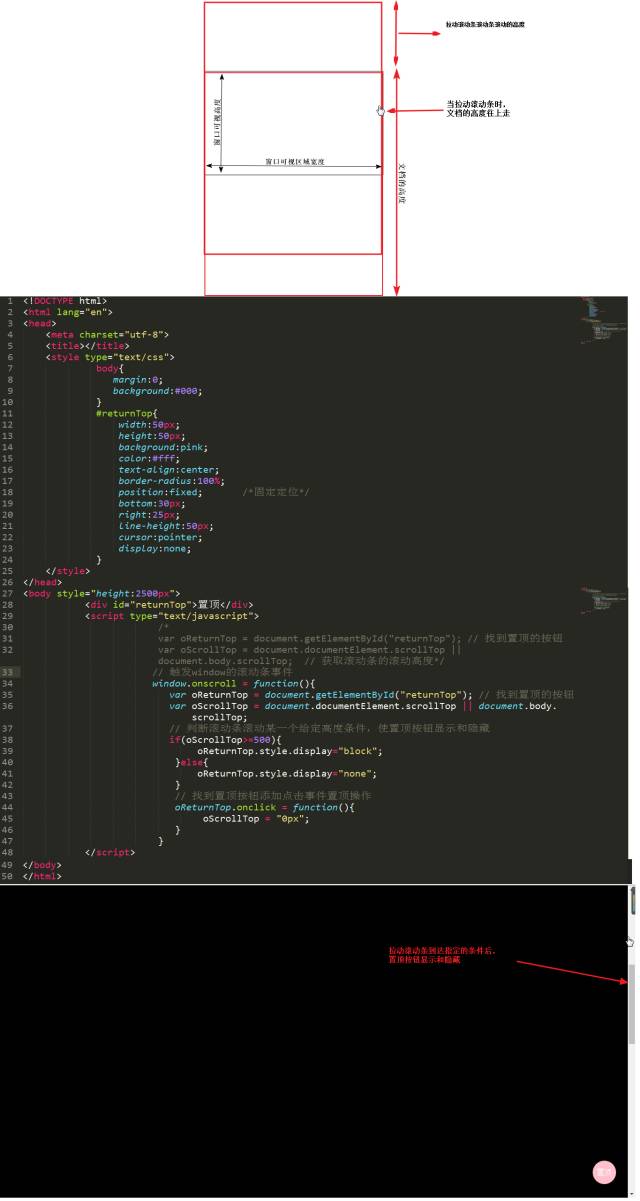 拉动滚动条滚动条滚动的高度
窗口可视高度
当拉动滚动条时,
文档的高度往上走
窗口可视区域宽度
文档的高度
1 <!DOCTYPE html>
2 <html lang="en">
3 <head>
4 <meta charset="utf-8">
5 <title></title>
6 <style type="text/css">
7 body{
8 margin:0;
9 background:#000;
10 }
11 #returnTop{
12 width:50px;
13 height:50px;
14 background:pink;
15 color:#fff;
16 text-align:center;
17 border-radius:100%;
18 position:fixed; /*固定定位*/
19 bottom:30px;
20 right:25px;
21 line-height:50px;
22 cursor:pointer;
23 display:none;
24 }
25 </style>
26 </head>
27 <body style="height:2500px">
28 <div id="returnTop">置顶</div>
29 <script type="text/javascript">
30 /*
31 var oReturnTop = document.getElementById("returnTop"); // 找到置顶的按钮
32 var oScrollTop = document.documentElement.scrollTop ||
document.body.scrollTop; // 获取滚动条的滚动高度*/
33 // 触发window的滚动条事件
34 window.onscroll = function(){
35 var oReturnTop = document.getElementById("returnTop"); // 找到置顶的按钮
36 var oScrollTop = document.documentElement.scrollTop || document.body.
scrollTop;
37 // 判断滚动条滚动某一个给定高度条件，使置顶按钮显示和隐藏
38 if(oScrollTop>=500){
39 oReturnTop.style.display="block";
40 }else{
41 oReturnTop.style.display="none";
42 }
43 // 找到置顶按钮添加点击事件置顶操作
44 oReturnTop.onclick = function(){
45 oScrollTop = "0px";
46 }
47 }
48 </script>
49 </body>
50 </html>
拉动滚动条到达指定的条件后,
置顶按钮显示和隐藏
置顶